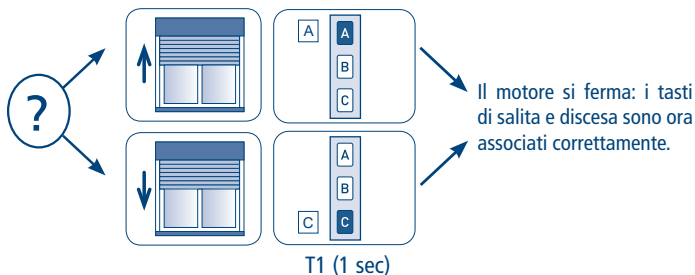 ?
A A
B
C
A
B
C C
T1 (1 sec)
Il motore si ferma: i tasti
di salita e discesa sono ora
associati correttamente.